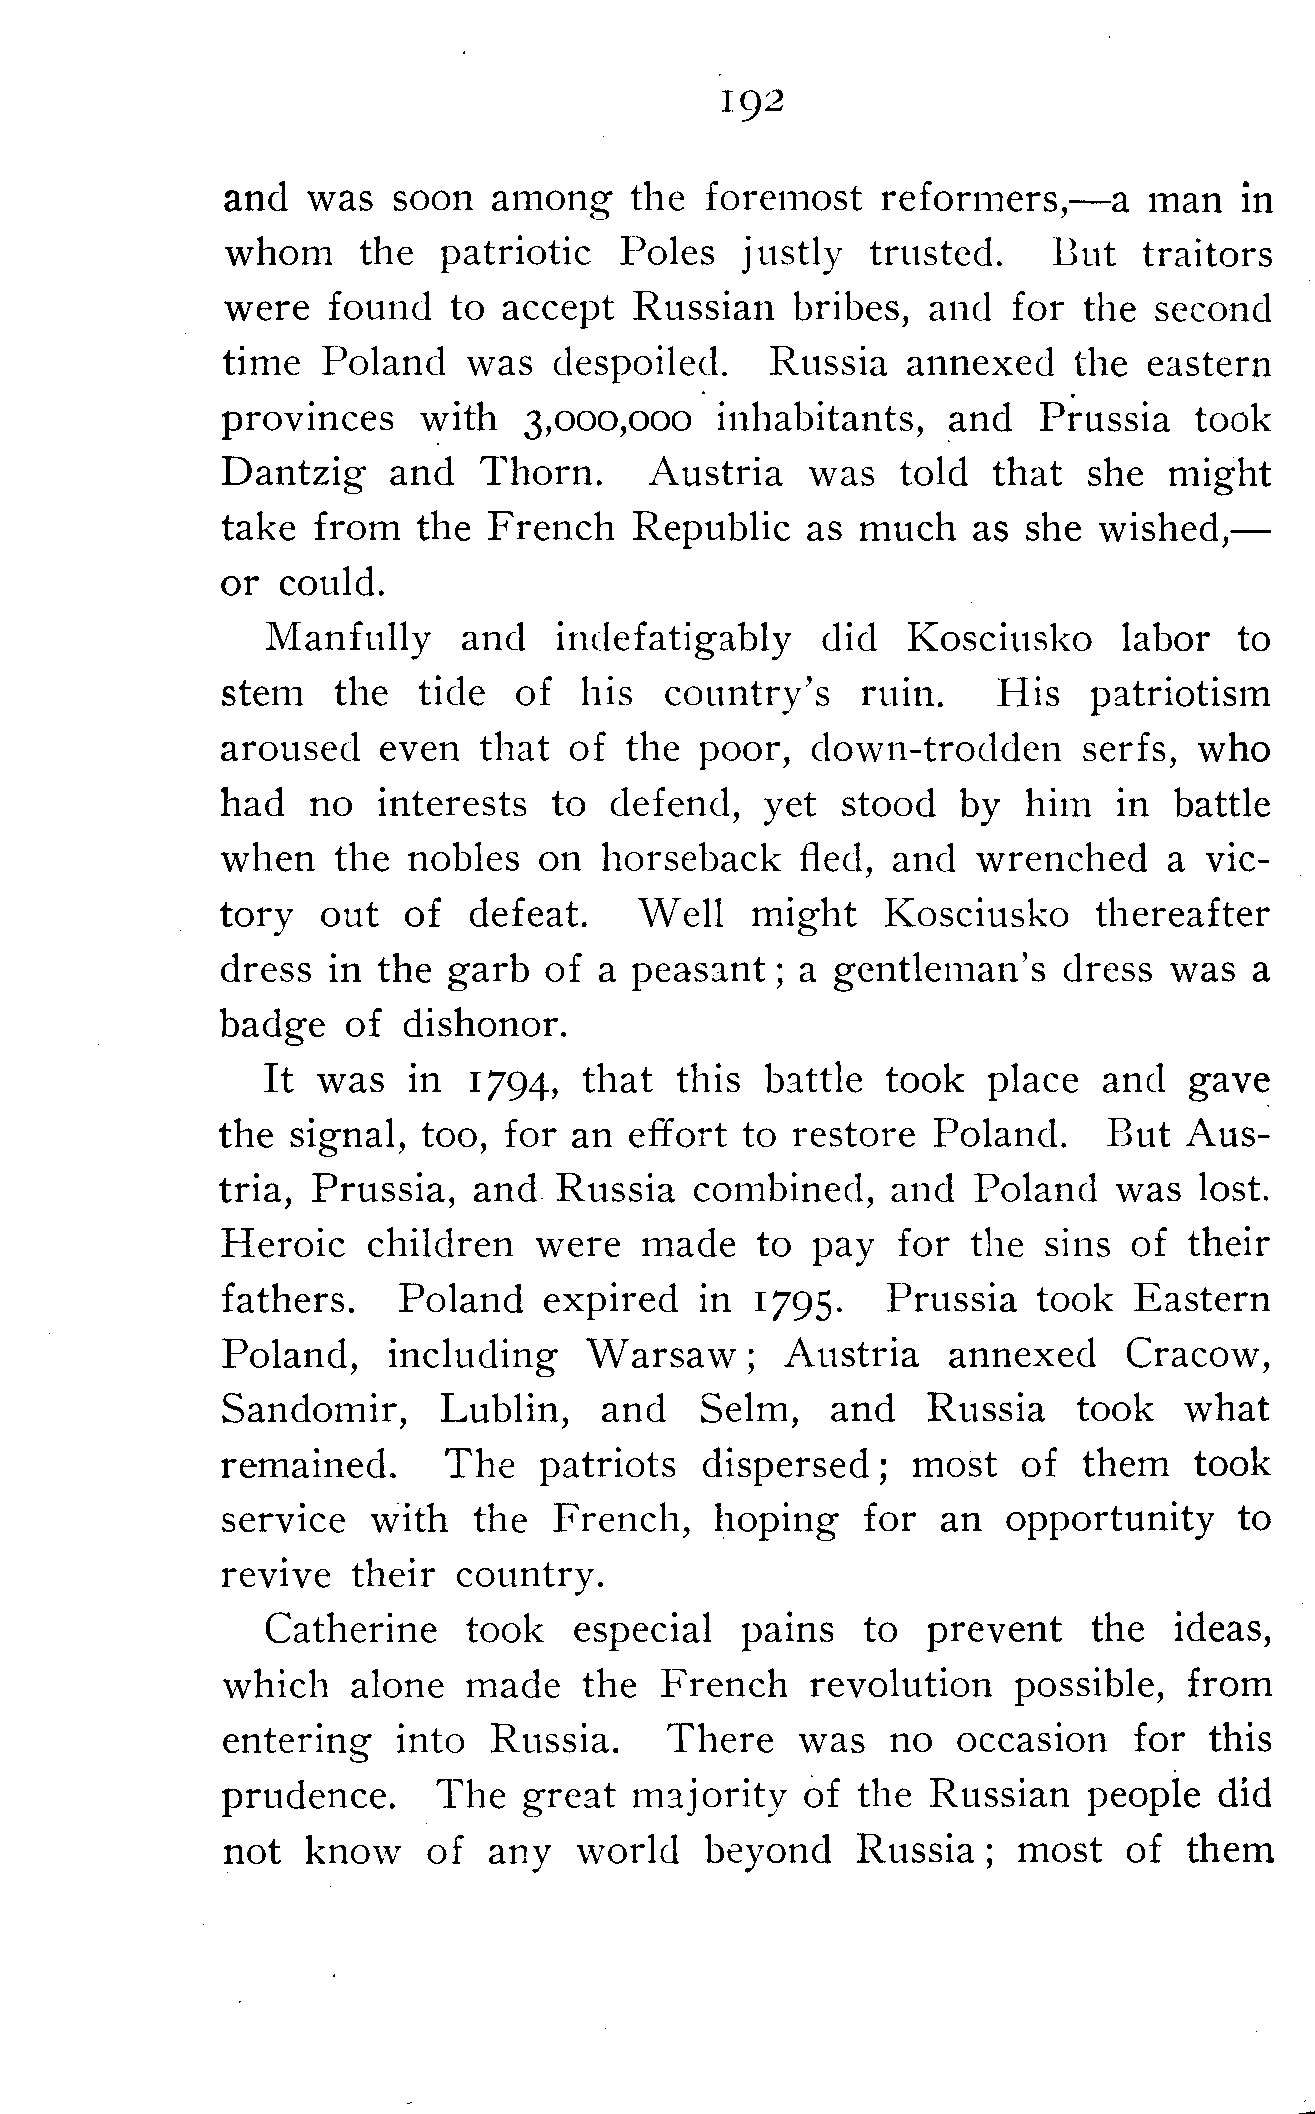 192
and was soon among the foremost reformers,—a man in
whom the patriotic Poles justly trusted. But traitors
were found to accept Russian bribes, and for the second
time Poland was despoiled. Russia annexed the eastern
provinces with 3,000,000 inhabitants, and Prussia took
Dantzig and Thorn. Austria was told that she might
take from the French Republic as much as she wished,—
or could.
Manfully and indefatigably did Kosciusko labor to
stem the tide of his country's ruin. His patriotism
aroused even that of the poor, down-trodden serfs, who
had no interests to defend, yet stood by him in battle
when the nobles on horseback fled, and wrenched a vic-
tory out of defeat. Well might Kosciusko thereafter
dress in the garb of a peasant; a gentleman's dress was a
badge of dishonor.
It was in 1794, that this battle took place and gave
the signal, too, for an effort to restore Poland. But Aus-
tria, Prussia, and Russia combined, and Poland was lost.
Heroic children were made to pay for the sins of their
fathers. Poland expired in 1795. Prussia took Eastern
Poland, including Warsaw; Austria annexed Cracow,
Sandomir, Lublin, and Selm, and Russia took what
remained. The patriots dispersed; most of them took
service with the French, hoping for an opportunity to
revive their country.
Catherine took especial pains to prevent the ideas,
which alone made the French revolution possible, from
entering into Russia. There was no occasion for this
prudence. The great majority of the Russian people did
not know of any world beyond Russia; most of them